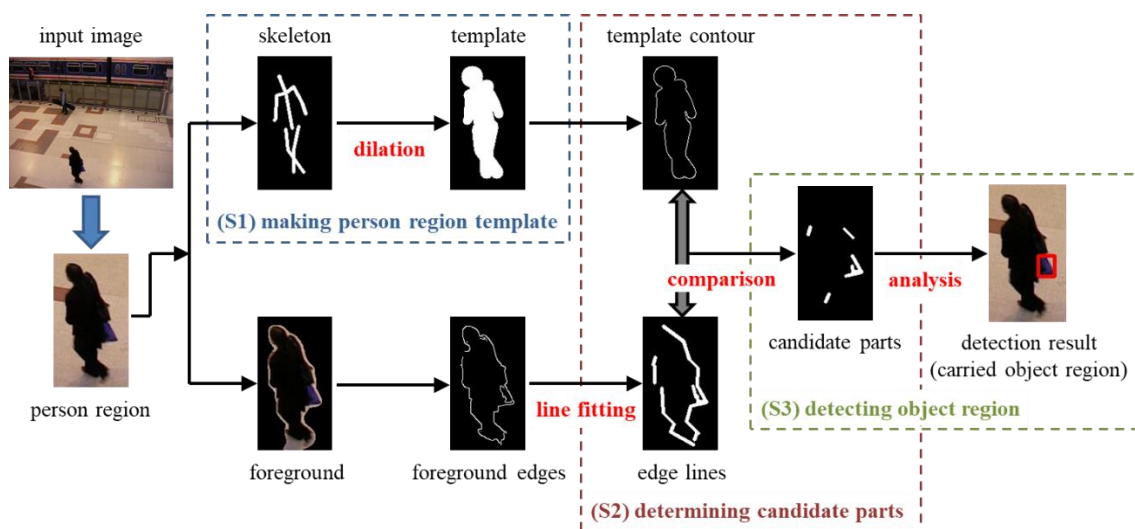 input image
skeleton
template
template contour
dilation
(S1) making person region template
comparison
analysis
person region
candidate parts
detection result
(carried object region)
line fitting
(S3) detecting object region
foreground
foreground edges
edge lines
(S2) determining candidate parts